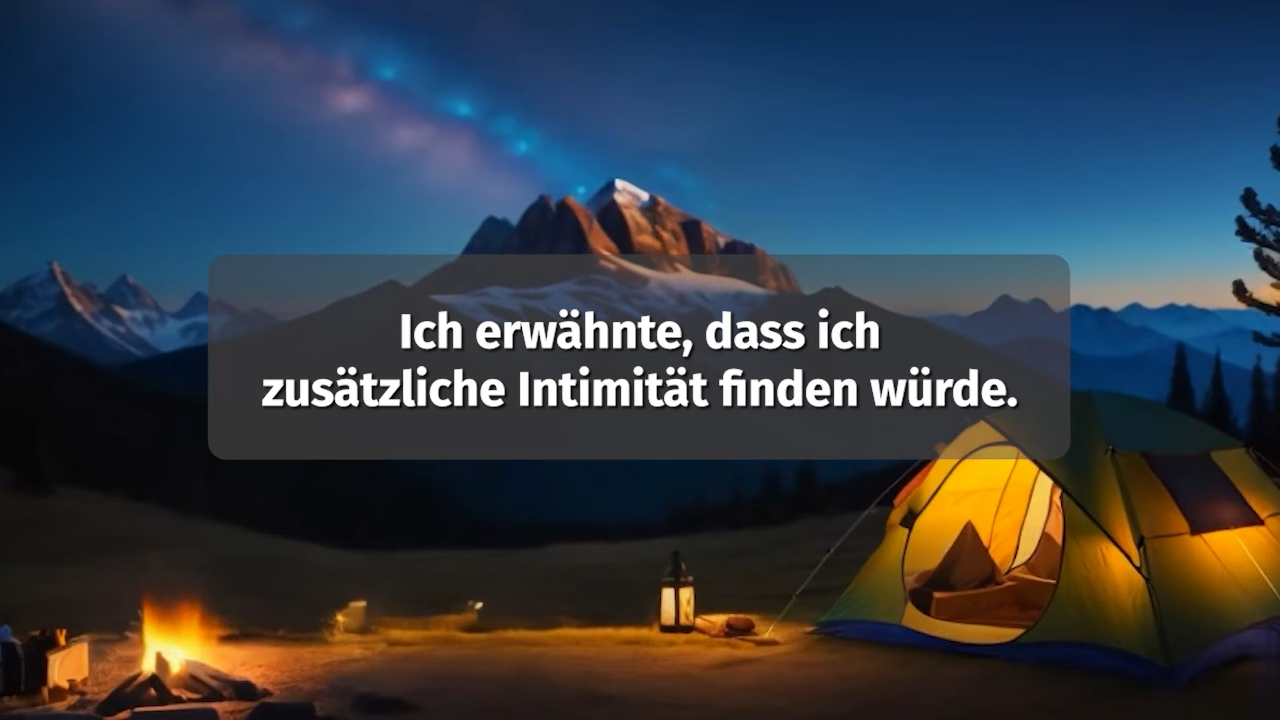 Ich erwähnte, dass ich
zusätzliche Intimität finden würde.